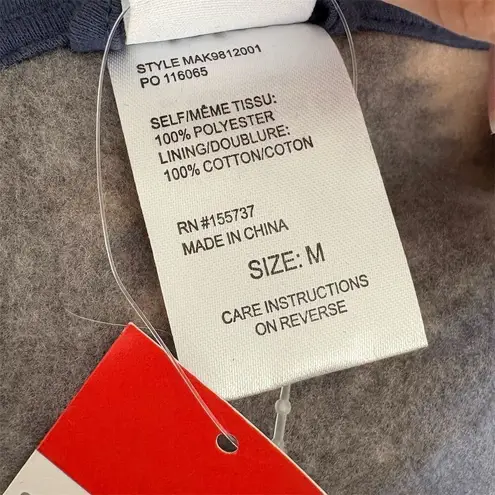 STYLE MAK9812001
PO 116065
SELF/MÊME TISSU:
100% POLYESTER
LINING/DOUBLURE:
100% COTTON/COTON
RN #155737
MADE IN CHINA
SIZE: M
CARE INSTRUCTIONS
ON REVERSE